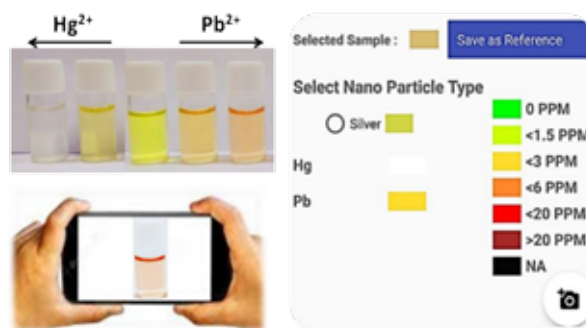 Hg²⁺ Pb²⁺
Selected Sample : Save as Reference
Select Nano Particle Type
Silver
Hg
Pb
0 PPM
<1.5 PPM
<3 PPM
<6 PPM
<20 PPM
>20 PPM
NA